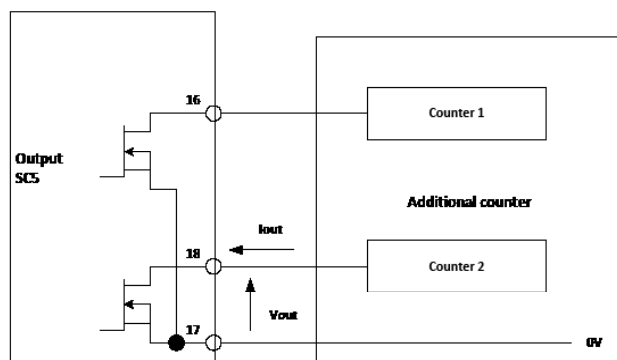 16
Counter 1
Output
SC5
Additional counter
Iout
18
Counter 2
Vout
17
0V